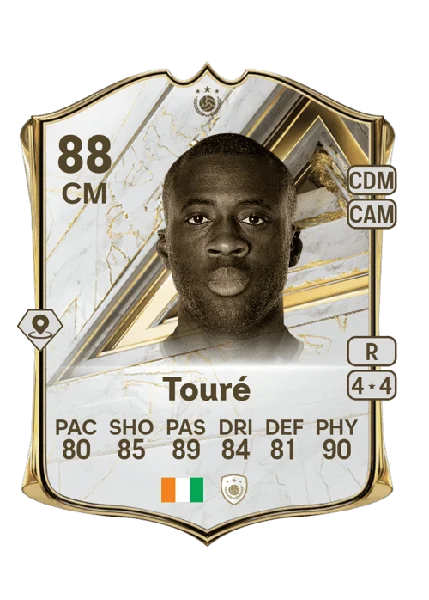 88
CM
CDM
CAM
R
4★4
Touré
PAC SHO PAS DRI DEF PHY
80 85 89 84 81 90